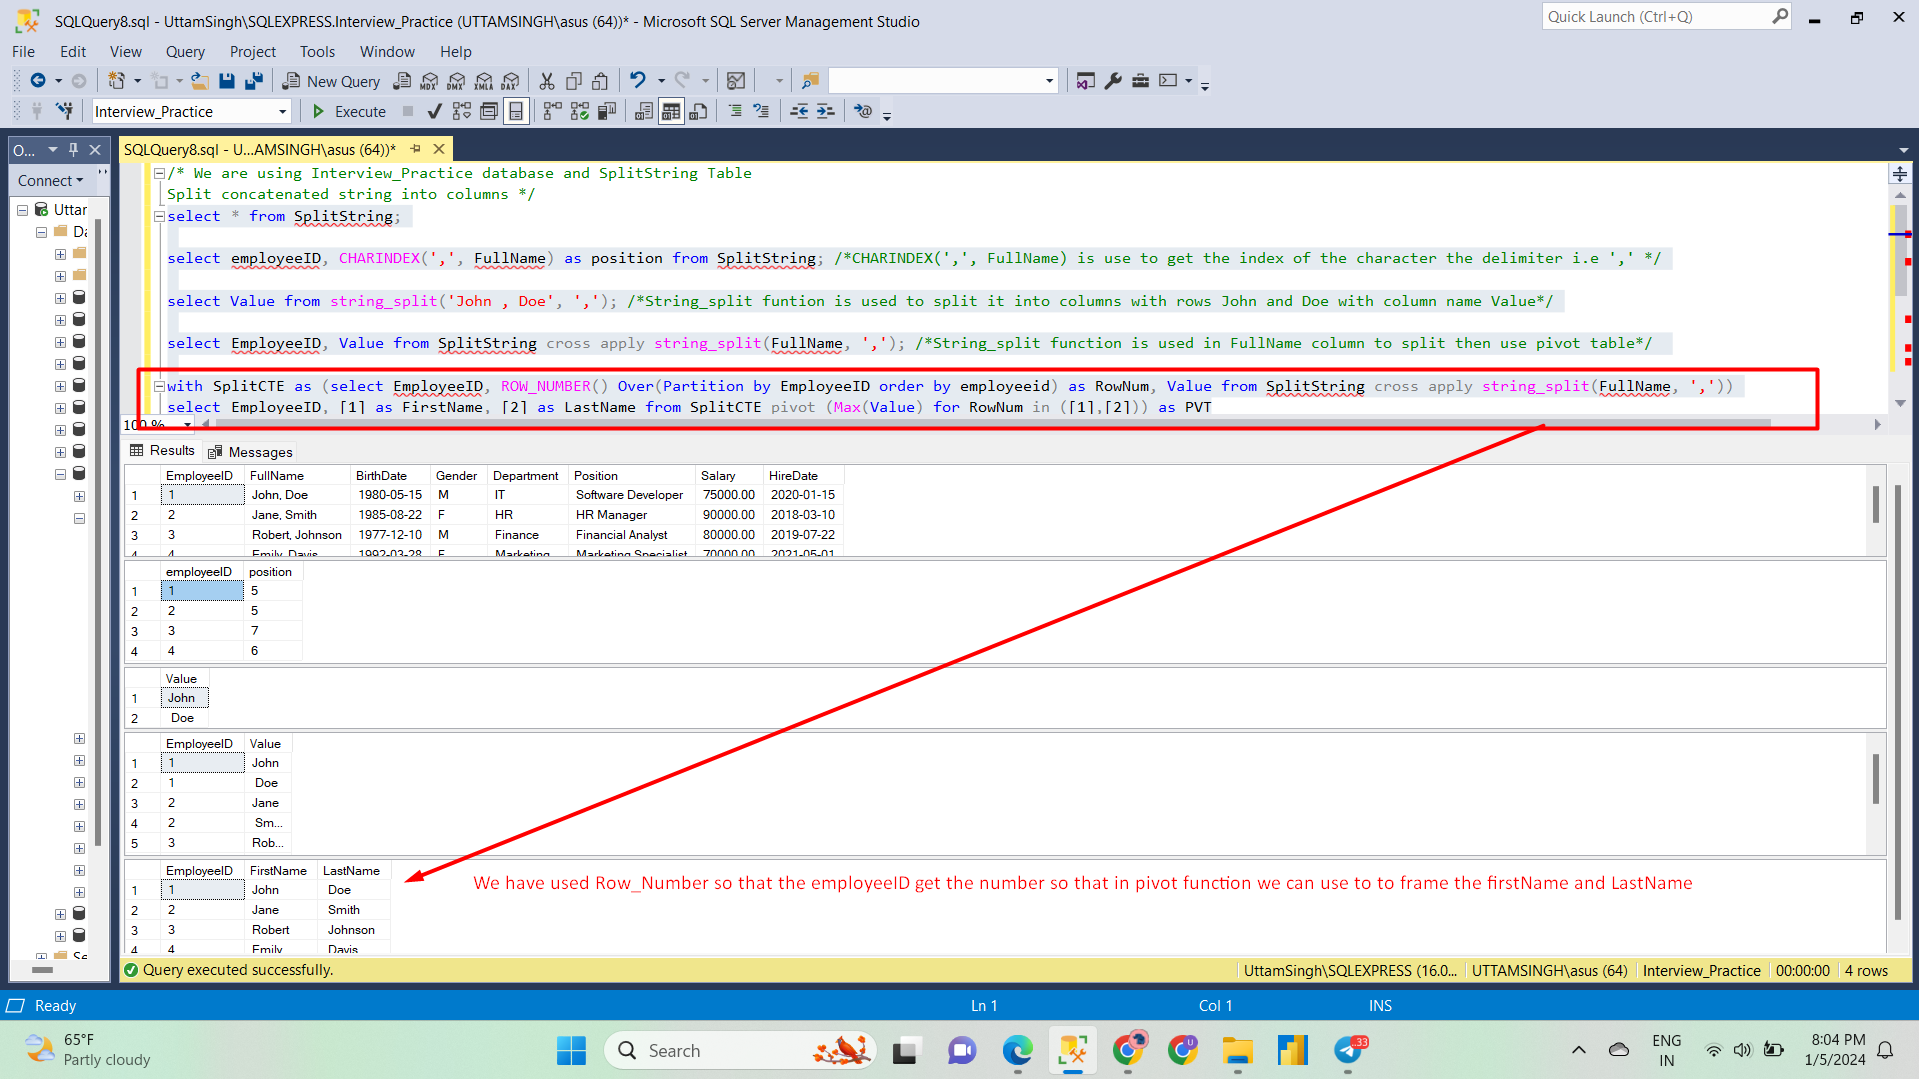 SQLQuery8.sql - UttamSingh\SQLEXPRESS.Interview_Practice (UTTAMSINGH\asus (64))* - Microsoft SQL Server Management Studio
Quick Launch (Ctrl+Q)
File Edit View Query Project Tools Window Help
New Query MDX DMX XMLA DAX
Interview_Practice Execute
O... SQLQuery8.sql - U...AMSINGH\asus (64))*
Connect
Uttar
Da
Se
/* We are using Interview_Practice database and SplitString Table
Split concatenated string into columns */
select * from SplitString;
select employeeID, CHARINDEX(',', FullName) as position from SplitString; /*CHARINDEX(',', FullName) is use to get the index of the character the delimiter i.e ',' */
select Value from string_split('John , Doe', ','); /*String_split funtion is used to split it into columns with rows John and Doe with column name Value*/
select EmployeeID, Value from SplitString cross apply string_split(FullName, ','); /*String_split function is used in FullName column to split then use pivot table*/
with SplitCTE as (select EmployeeID, ROW_NUMBER() Over(Partition by EmployeeID order by employeeid) as RowNum, Value from SplitString cross apply string_split(FullName, ','))
select EmployeeID, [1] as FirstName, [2] as LastName from SplitCTE pivot (Max(Value) for RowNum in ([1],[2])) as PVT
100 %
Results Messages
EmployeeID FullName BirthDate Gender Department Position Salary HireDate
1 1 John, Doe 1980-05-15 M IT Software Developer 75000.00 2020-01-15
2 2 Jane, Smith 1985-08-22 F HR HR Manager 90000.00 2018-03-10
3 3 Robert, Johnson 1977-12-10 M Finance Financial Analyst 80000.00 2019-07-22
4 4 Emily, Davis 1992-03-28 F Marketing Marketing Specialist 70000.00 2021-05-01
employeeID position
1 1 5
2 2 5
3 3 7
4 4 6
Value
1 John
2 Doe
EmployeeID Value
1 1 John
2 1 Doe
3 2 Jane
4 2 Sm...
5 3 Rob...
EmployeeID FirstName LastName
1 1 John Doe
2 2 Jane Smith
3 3 Robert Johnson
4 4 Emily Davis
We have used Row_Number so that the employeeID get the number so that in pivot function we can use to to frame the firstName and LastName
Query executed successfully. UttamSingh\SQLEXPRESS (16.0... UTTAMSINGH\asus (64) Interview_Practice 00:00:00 4 rows
Ready Ln 1 Col 1 INS
65°F
Partly cloudy
Search
U
33
ENG
IN
8:04 PM
1/5/2024